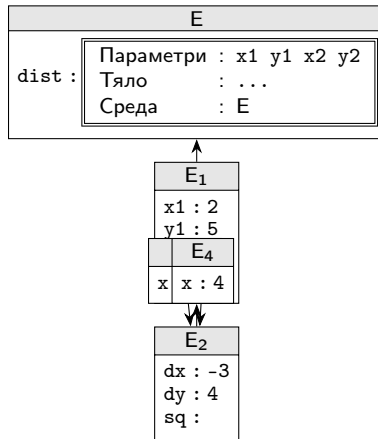 E
dist : Параметри : x1 y1 x2 y2
Тяло : ...
Среда : E
E₁
x1 : 2
y1 : 5
E₄
x x : 4
E₂
dx : -3
dy : 4
sq :